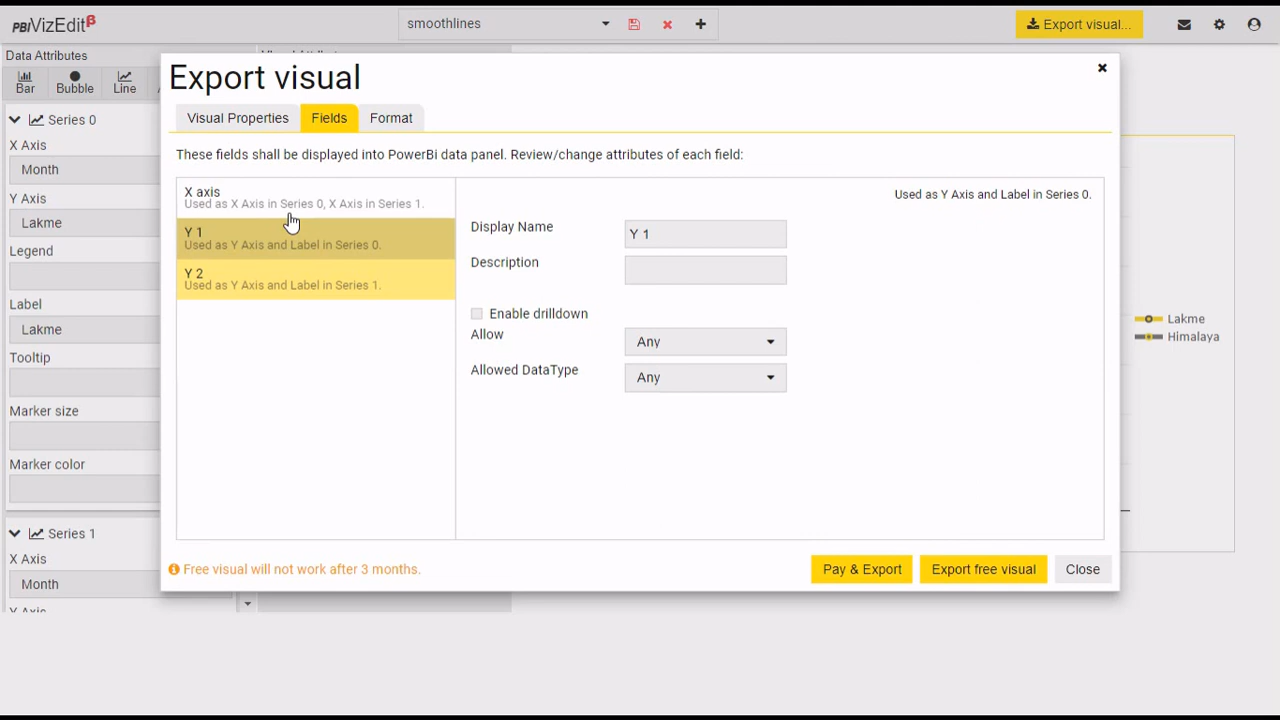 PBIVizEdit β
smoothlines
Export visual...
Data Attributes
Bar
Bubble
Line
Series 0
X Axis
Month
Y Axis
Lakme
Legend
Label
Lakme
Tooltip
Marker size
Marker color
Series 1
X Axis
Month
Y Axis
Export visual
Visual Properties
Fields
Format
These fields shall be displayed into PowerBi data panel. Review/change attributes of each field:
X axis
Used as X Axis in Series 0, X Axis in Series 1.
Y 1
Used as Y Axis and Label in Series 0.
Y 2
Used as Y Axis and Label in Series 1.
Used as Y Axis and Label in Series 0.
Display Name
Y 1
Description
Enable drilldown
Allow
Any
Allowed DataType
Any
Free visual will not work after 3 months.
Pay & Export
Export free visual
Close
Lakme
Himalaya